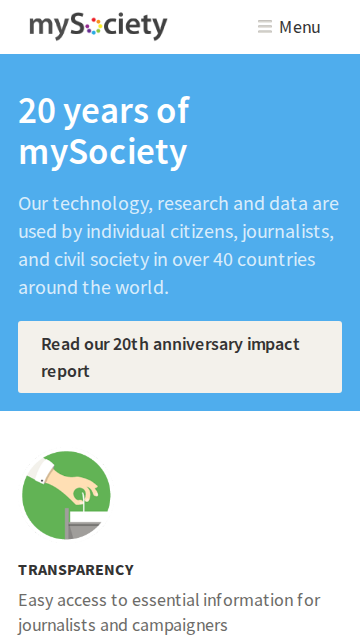 mySociety
Menu
20 years of
mySociety
Our technology, research and data are
used by individual citizens, journalists,
and civil society in over 40 countries
around the world.
Read our 20th anniversary impact
report
TRANSPARENCY
Easy access to essential information for
journalists and campaigners